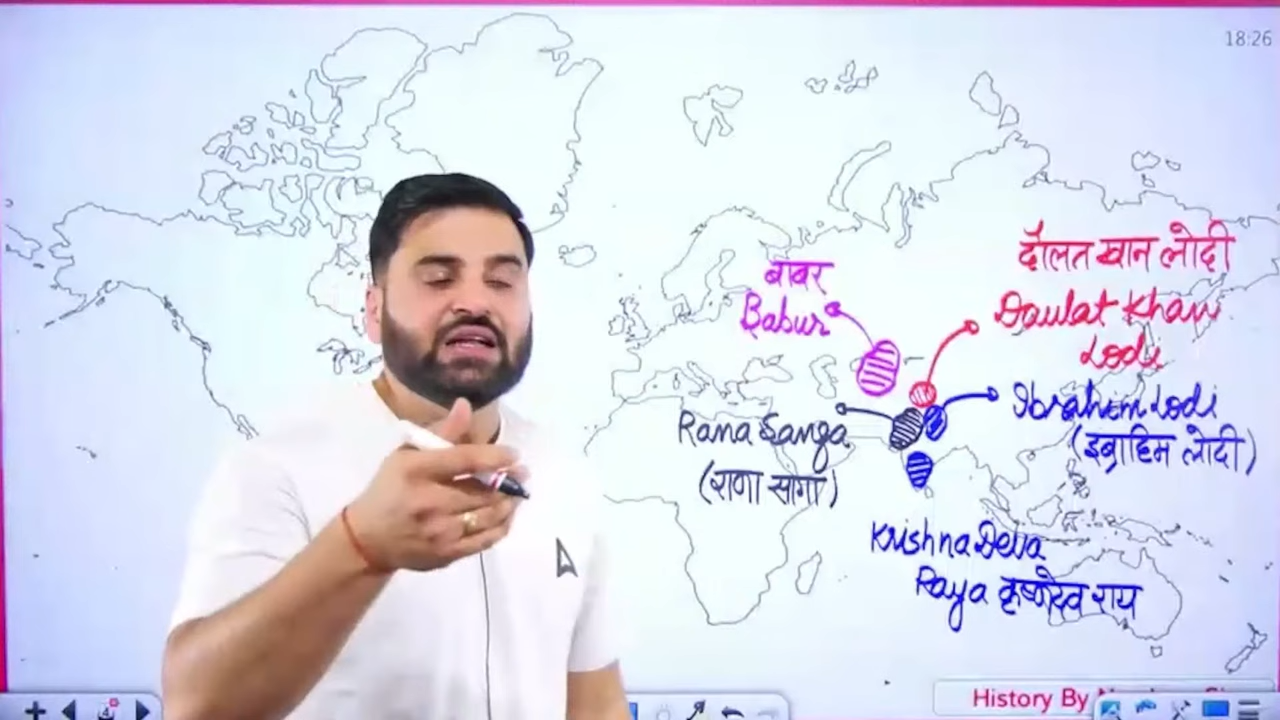 18:26
दौलत खान लोदी
बाबर
Babur
Daulat Khan
Lodi
Ibrahim Lodi
(इब्राहिम लोदी)
Rana Sanga
(राणा सांगा)
Krishna Deva
Raya कृष्णदेव राय
History By